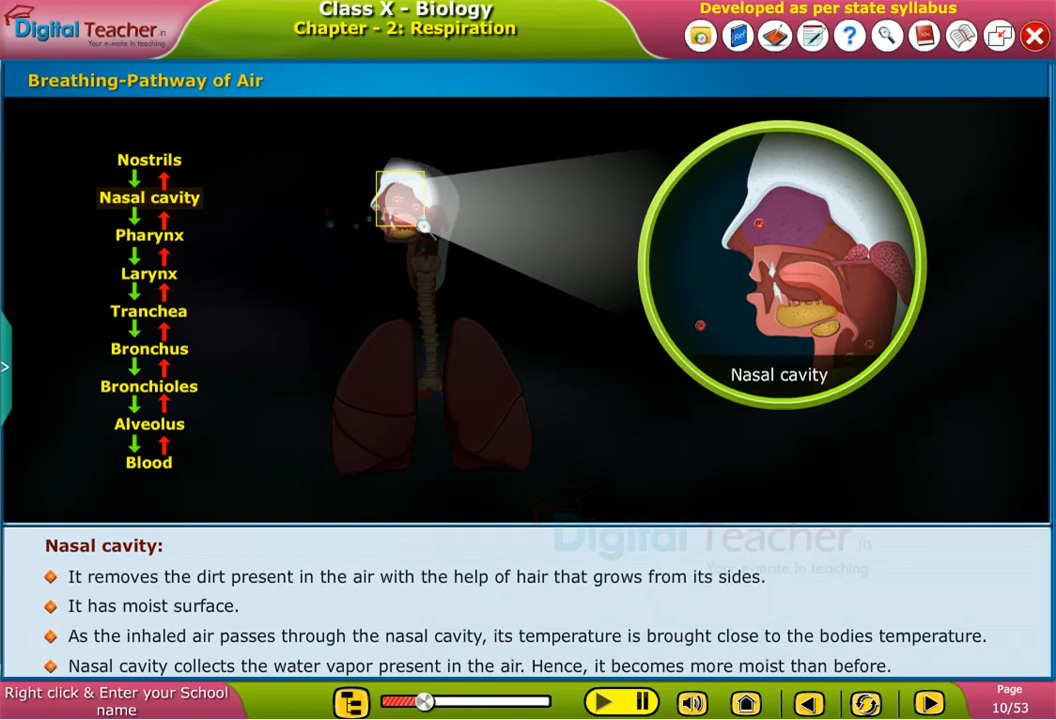 Digital Teacher.in
Your e-mate in teaching
Class X - Biology
Chapter - 2: Respiration
Developed as per state syllabus
Ref
?
Breathing-Pathway of Air
Nostrils
Nasal cavity
Pharynx
Larynx
Tranchea
Bronchus
Bronchioles
Alveolus
Blood
Nasal cavity
Digital Teacher.in
Your e-mate in teaching
Nasal cavity:
It removes the dirt present in the air with the help of hair that grows from its sides.
It has moist surface.
As the inhaled air passes through the nasal cavity, its temperature is brought close to the bodies temperature.
Nasal cavity collects the water vapor present in the air. Hence, it becomes more moist than before.
Right click & Enter your School
name
Page
10/53